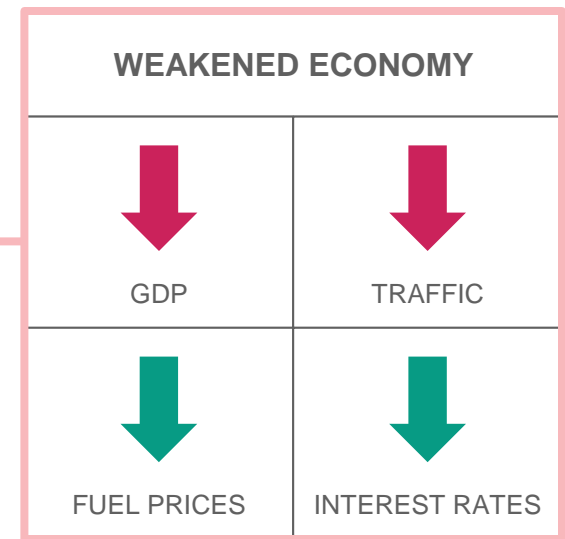 WEAKENED ECONOMY
GDP
TRAFFIC
FUEL PRICES
INTEREST RATES